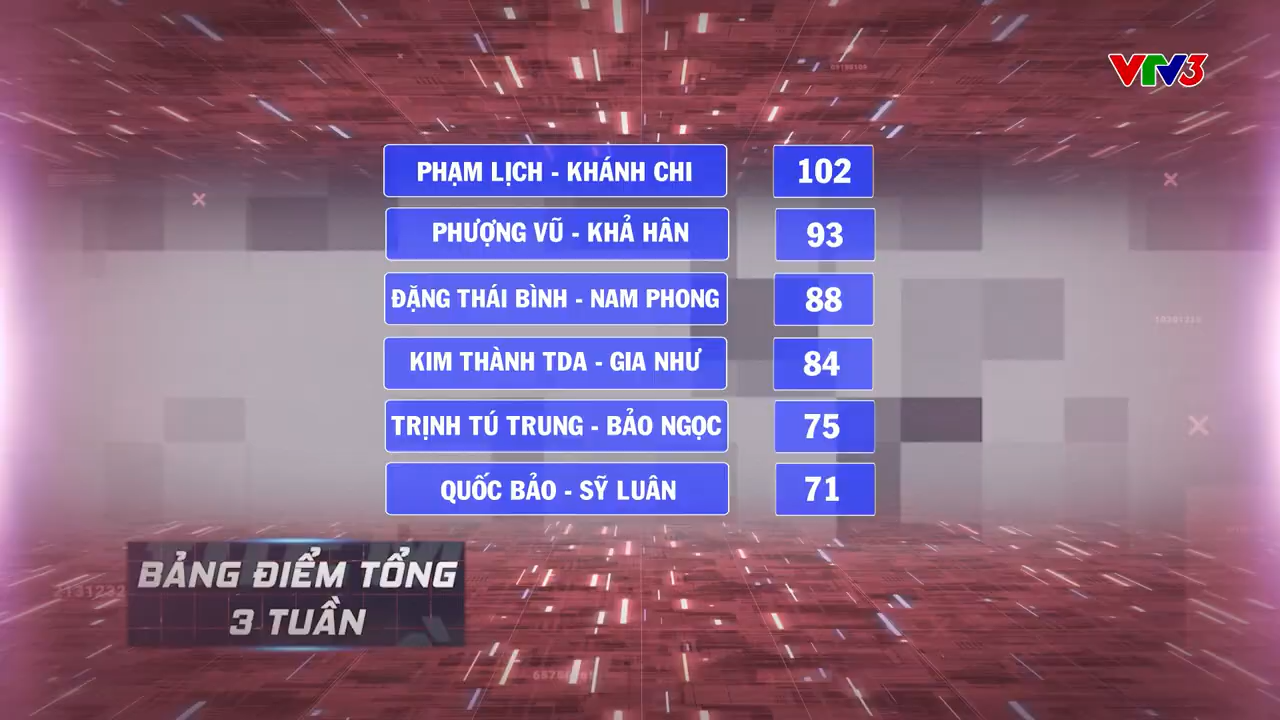 VTV3
PHẠM LỊCH - KHÁNH CHI 102
PHƯỢNG VŨ - KHẢ HÂN 93
ĐẶNG THÁI BÌNH - NAM PHONG 88
KIM THÀNH TDA - GIA NHƯ 84
TRỊNH TÚ TRUNG - BẢO NGỌC 75
QUỐC BẢO - SỸ LUÂN 71
BẢNG ĐIỂM TỔNG
3 TUẦN